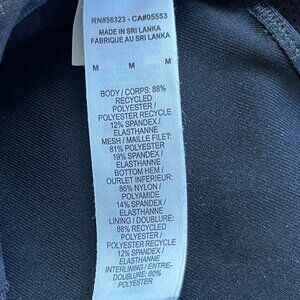 RN#56323 - CA#05553
MADE IN SRI LANKA
FABRIQUE AU SRI LANKA
M M M
BODY / CORPS: 88%
RECYCLED
POLYESTER /
POLYESTER RECYCLE
12% SPANDEX /
ELASTHANNE
MESH / MAILLE FILET:
81% POLYESTER
19% SPANDEX /
ELASTHANNE
BOTTOM HEM /
OURLET INFERIEUR:
86% NYLON /
POLYAMIDE
14% SPANDEX /
ELASTHANNE
LINING / DOUBLURE:
88% RECYCLED
POLYESTER /
POLYESTER RECYCLE
12% SPANDEX /
ELASTHANNE
INTERLINING / ENTRE-
DOUBLURE: 80%
POLYESTER